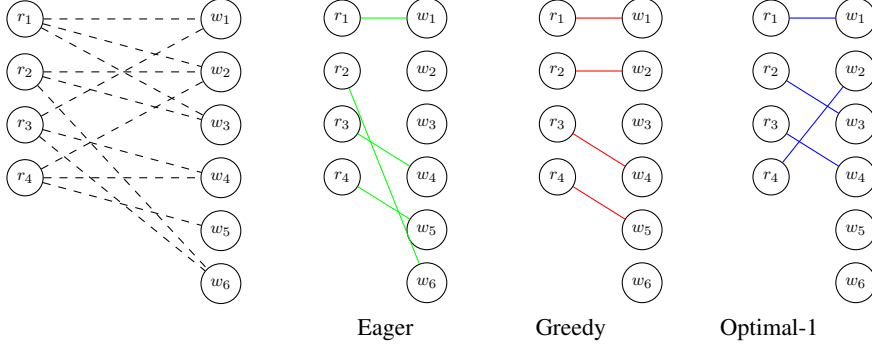 r1 w1 r1 w1 r1 w1 r1 w1
r2 w2 r2 w2 r2 w2 r2 w2
r3 w3 r3 w3 r3 w3 r3 w3
r4 w4 r4 w4 r4 w4 r4 w4
w5 w5 w5 w5
w6 w6 w6 w6
Eager Greedy Optimal-1